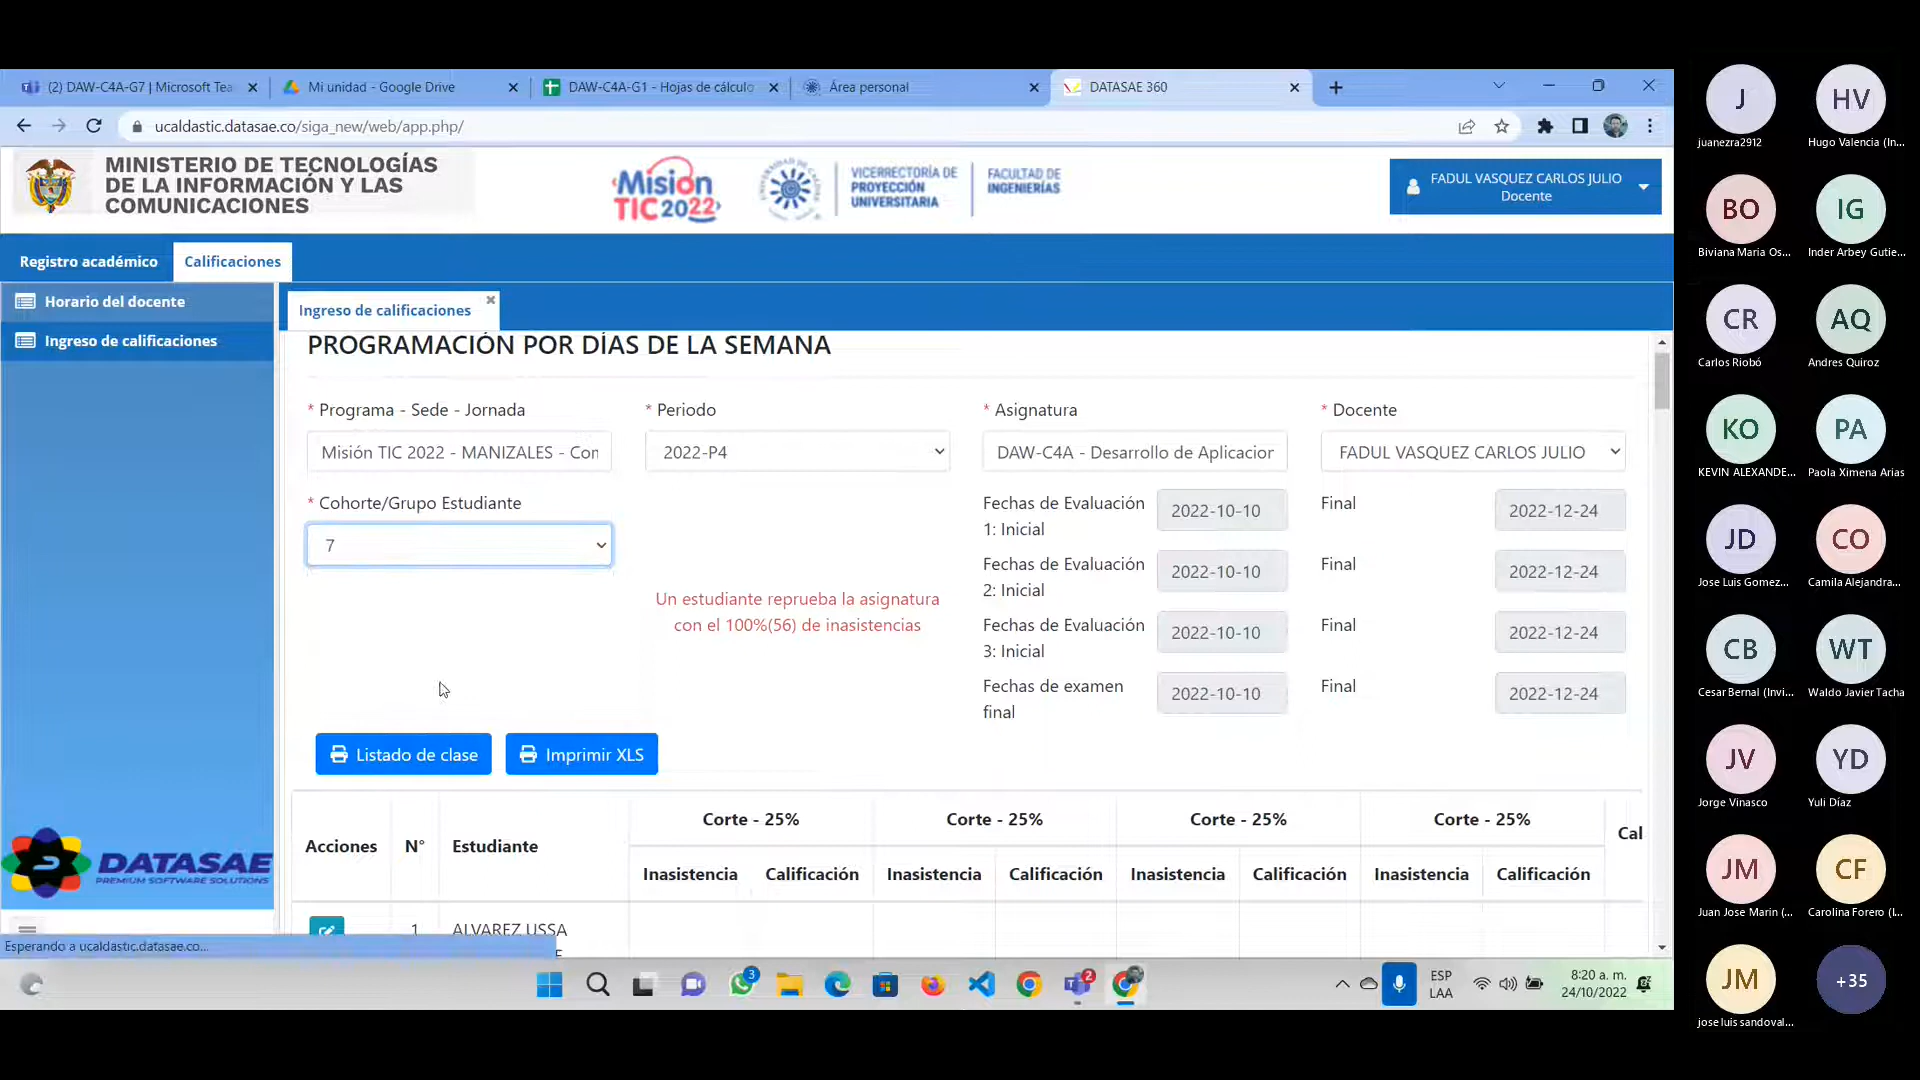 (2) DAW-C4A-G7 | Microsoft Tea
Mi unidad - Google Drive
DAW-C4A-G1 - Hojas de cálculo
Área personal
DATASAE 360
ucaldastic.datasae.co/siga_new/web/app.php/
MINISTERIO DE TECNOLOGÍAS
DE LA INFORMACIÓN Y LAS
COMUNICACIONES
Misión
TIC 2022
VICERRECTORÍA DE
PROYECCIÓN
UNIVERSITARIA
FACULTAD DE
INGENIERÍAS
FADUL VASQUEZ CARLOS JULIO
Docente
Registro académico
Calificaciones
Horario del docente
Ingreso de calificaciones
Ingreso de calificaciones
PROGRAMACIÓN POR DÍAS DE LA SEMANA
* Programa - Sede - Jornada
* Periodo
* Asignatura
* Docente
Misión TIC 2022 - MANIZALES - Con
2022-P4
DAW-C4A - Desarrollo de Aplicacior
FADUL VASQUEZ CARLOS JULIO
* Cohorte/Grupo Estudiante
7
Un estudiante reprueba la asignatura
con el 100%(56) de inasistencias
Fechas de Evaluación
1: Inicial
2022-10-10
Final
2022-12-24
Fechas de Evaluación
2: Inicial
2022-10-10
Final
2022-12-24
Fechas de Evaluación
3: Inicial
2022-10-10
Final
2022-12-24
Fechas de examen
final
2022-10-10
Final
2022-12-24
Listado de clase
Imprimir XLS
Acciones
N°
Estudiante
Corte - 25%
Corte - 25%
Corte - 25%
Corte - 25%
Cal
Inasistencia
Calificación
Inasistencia
Calificación
Inasistencia
Calificación
Inasistencia
Calificación
1
ALVAREZ USSA
DATASAE
PREMIUM SOFTWARE SOLUTIONS
Esperando a ucaldastic.datasae.co...
3
2
ESP
LAA
8:20 a. m.
24/10/2022
J
juanezra2912
HV
Hugo Valencia (In...
BO
Biviana Maria Os...
IG
Inder Arbey Gutie...
CR
Carlos Riobó
AQ
Andres Quiroz
KO
KEVIN ALEXANDE...
PA
Paola Ximena Arias
JD
Jose Luis Gomez...
CO
Camila Alejandra...
CB
Cesar Bernal (Invi...
WT
Waldo Javier Tacha
JV
Jorge Vinasco
YD
Yuli Díaz
JM
Juan Jose Marin (...
CF
Carolina Forero (I...
JM
jose luis sandoval...
+35